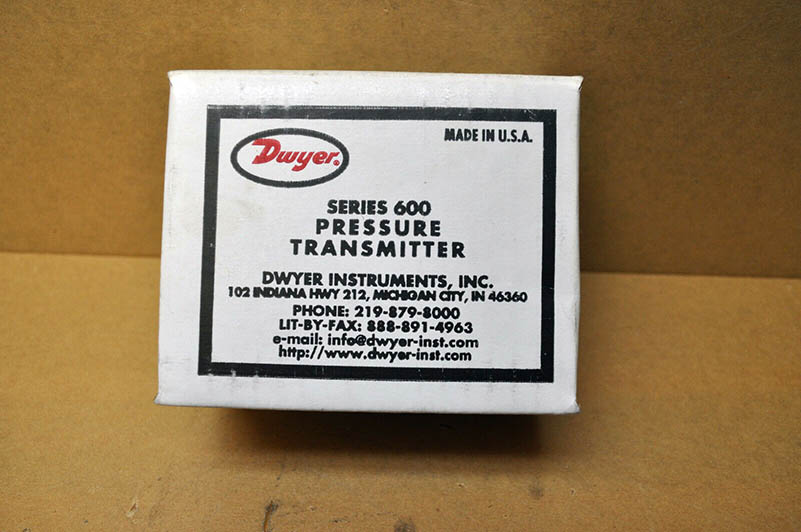 Dwyer®
MADE IN U.S.A.
SERIES 600
PRESSURE
TRANSMITTER
DWYER INSTRUMENTS, INC.
102 INDIANA HWY 212, MICHIGAN CITY, IN 46360
PHONE: 219-879-8000
LIT-BY-FAX: 888-891-4963
e-mail: info@dwyer-inst.com
http://www.dwyer-inst.com